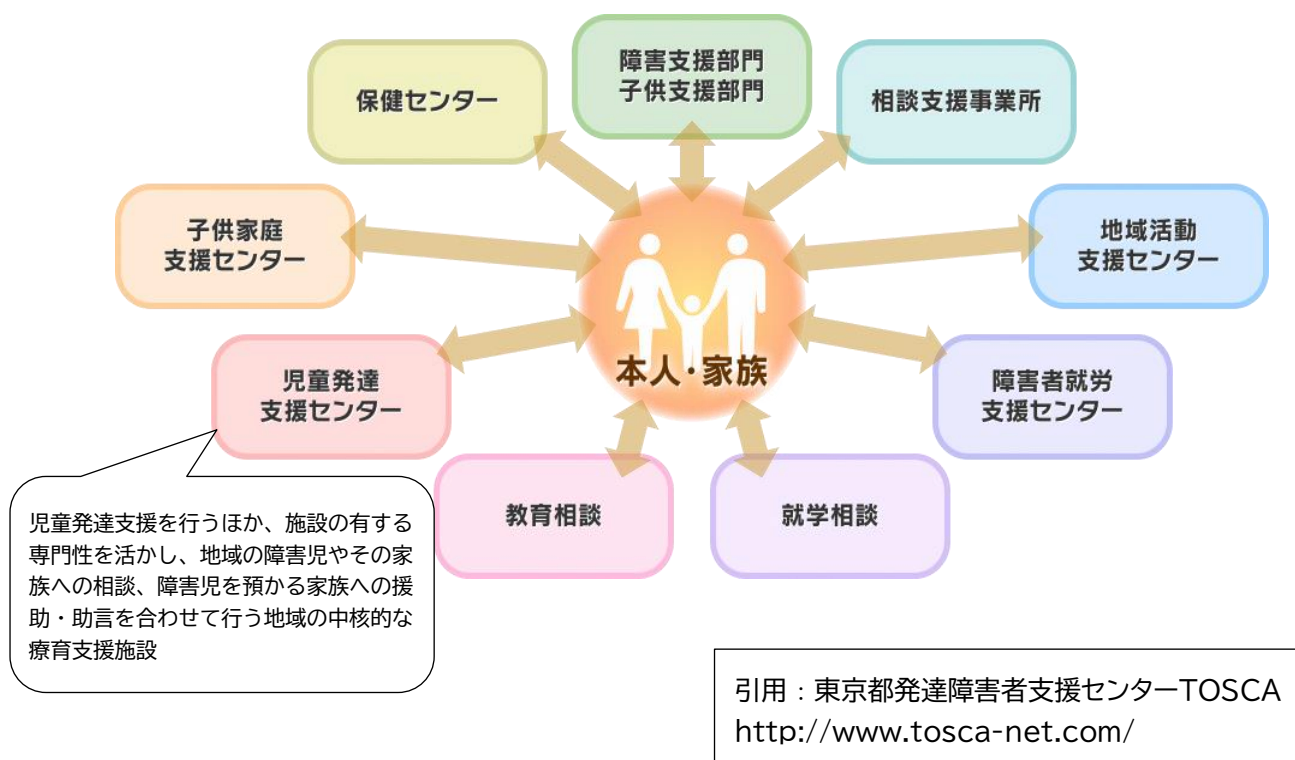 障害支援部門
子供支援部門
保健センター
相談支援事業所
子供家庭
支援センター
地域活動
支援センター
本人・家族
児童発達
支援センター
障害者就労
支援センター
教育相談
就学相談
児童発達支援を行うほか、施設の有する
専門性を活かし、地域の障害児やその家
族への相談、障害児を預かる家族への援
助・助言を合わせて行う地域の中核的な
療育支援施設
引用：東京都発達障害者支援センターTOSCA
http://www.tosca-net.com/